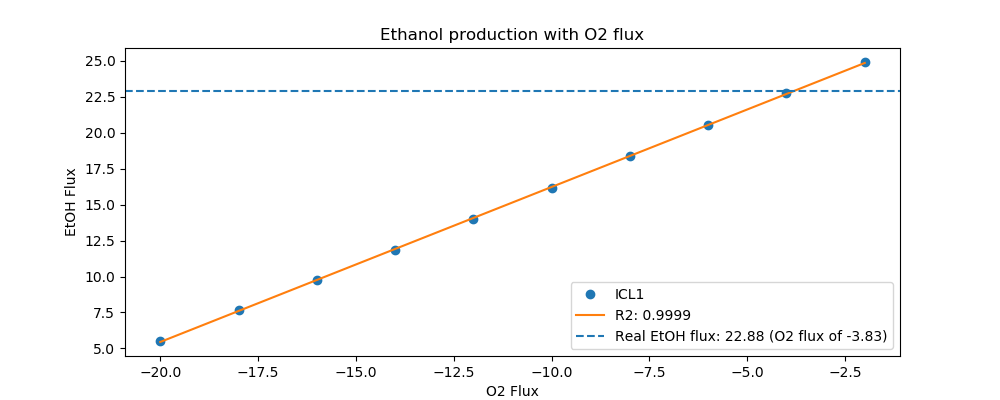 Ethanol production with O2 flux
EtOH Flux
25.0
22.5
20.0
17.5
15.0
12.5
10.0
7.5
5.0
ICL1
R2: 0.9999
Real EtOH flux: 22.88 (O2 flux of -3.83)
−20.0 −17.5 −15.0 −12.5 −10.0 −7.5 −5.0 −2.5
O2 Flux